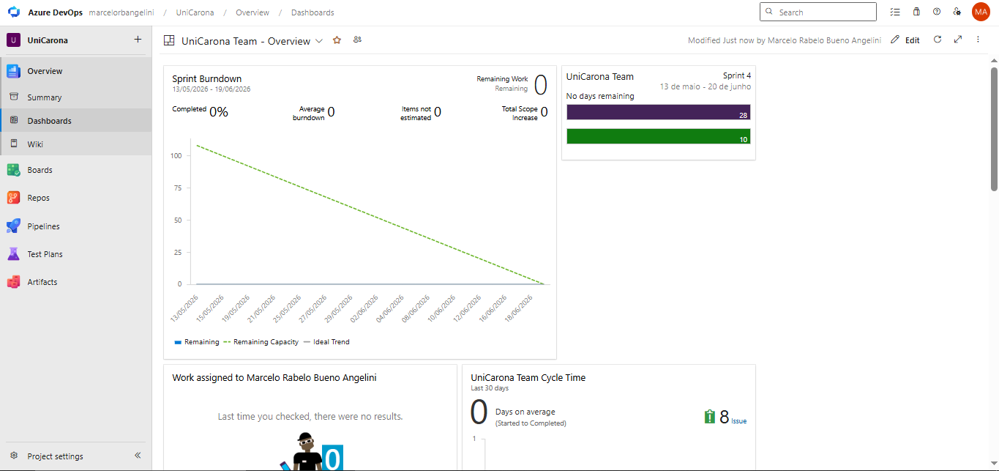 Azure DevOps marcelorbangelini / UniCarona / Overview / Dashboards
Search
MA
U UniCarona
Overview
Summary
Dashboards
Wiki
Boards
Repos
Pipelines
Test Plans
Artifacts
Project settings
UniCarona Team - Overview
Modified Just now by Marcelo Rabelo Bueno Angelini
Edit
Sprint Burndown
13/05/2026 - 19/06/2026
Remaining Work
Remaining
0
Completed 0%
Average burndown 0
Items not estimated 0
Total Scope Increase 0
100
75
50
25
0
13/05/2026
15/05/2026
19/05/2026
21/05/2026
25/05/2026
27/05/2026
29/05/2026
02/06/2026
04/06/2026
08/06/2026
10/06/2026
12/06/2026
16/06/2026
18/06/2026
Remaining Remaining Capacity Ideal Trend
UniCarona Team
Sprint 4
13 de maio - 20 de junho
No days remaining
28
10
Work assigned to Marcelo Rabelo Bueno Angelini
Last time you checked, there were no results.
0
UniCarona Team Cycle Time
Last 30 days
0 Days on average
(Started to Completed)
8 Issue
1